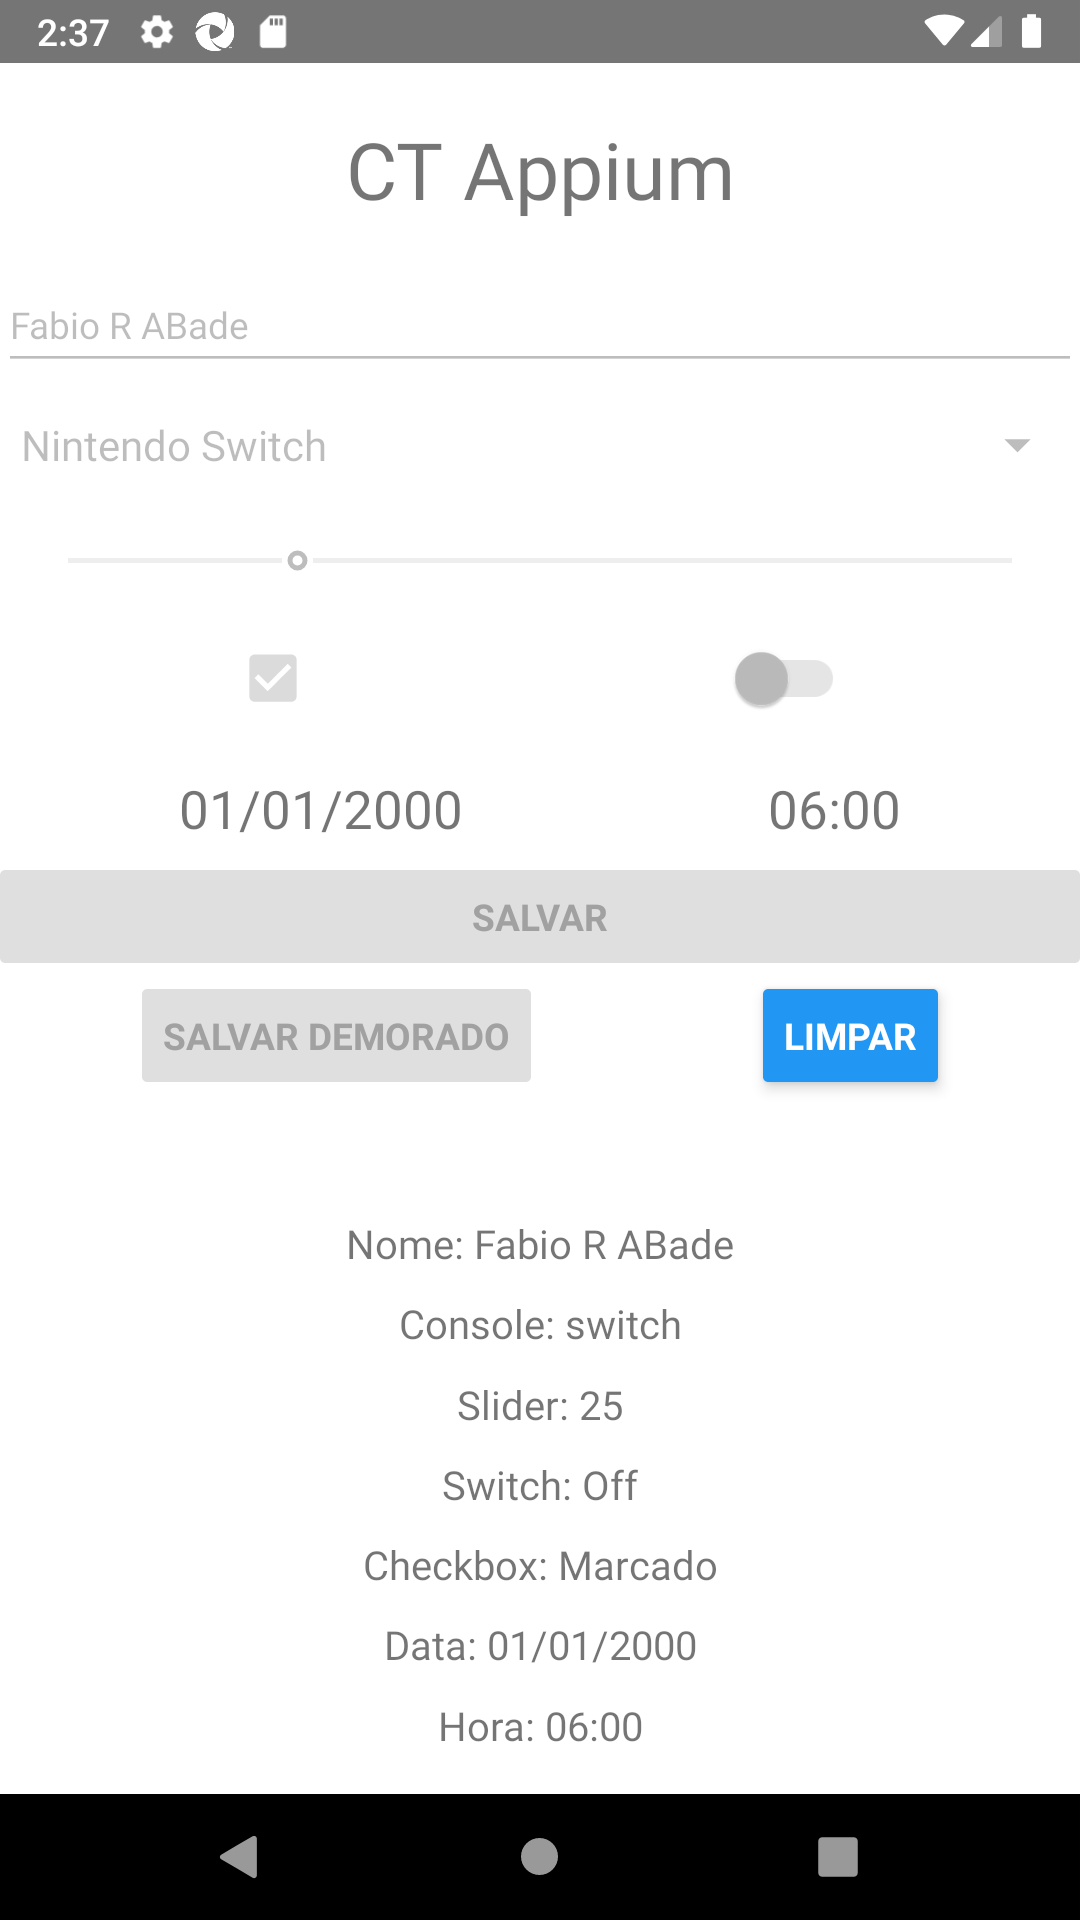 2:37
CT Appium
Fabio R ABade
Nintendo Switch
01/01/2000 06:00
SALVAR
SALVAR DEMORADO LIMPAR
Nome: Fabio R ABade
Console: switch
Slider: 25
Switch: Off
Checkbox: Marcado
Data: 01/01/2000
Hora: 06:00